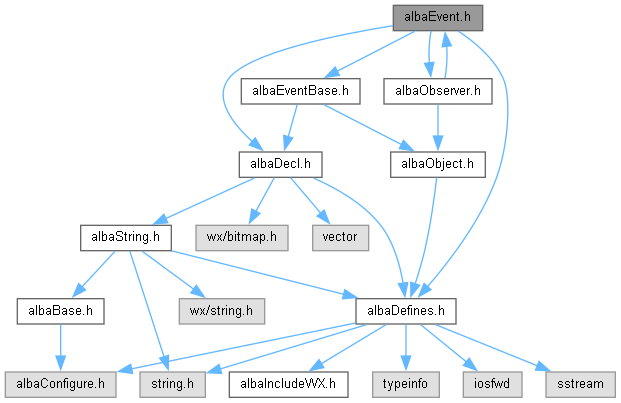 albaEvent.h
albaEventBase.h
albaObserver.h
albaDecl.h
albaObject.h
albaString.h
wx/bitmap.h
vector
albaBase.h
wx/string.h
albaDefines.h
albaConfigure.h
string.h
albaIncludeWX.h
typeinfo
iosfwd
sstream